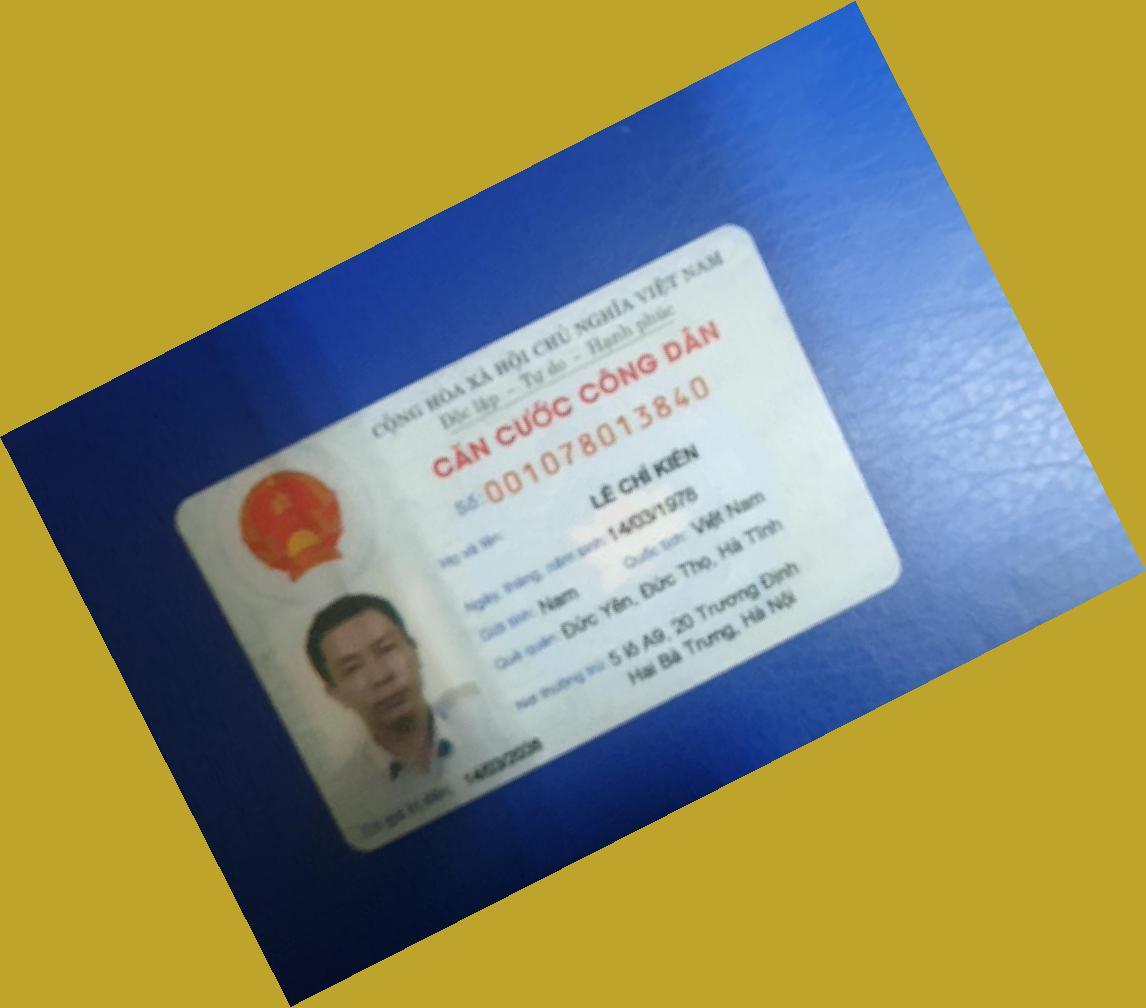 CỘNG HÒA XÃ HỘI CHỦ NGHĨA VIỆT NAM
Độc lập - Tự do - Hạnh phúc
CĂN CƯỚC CÔNG DÂN
Số: 001078013840
Họ và tên: LÊ CHÍ KIÊN
Ngày, tháng, năm sinh: 14/03/1978
Giới tính: Nam Quốc tịch: Việt Nam
Quê quán: Đức Yên, Đức Thọ, Hà Tĩnh
Nơi thường trú: 5 lô A9, 20 Trương Định
Hai Bà Trưng, Hà Nội
Có giá trị đến: 14/03/2038